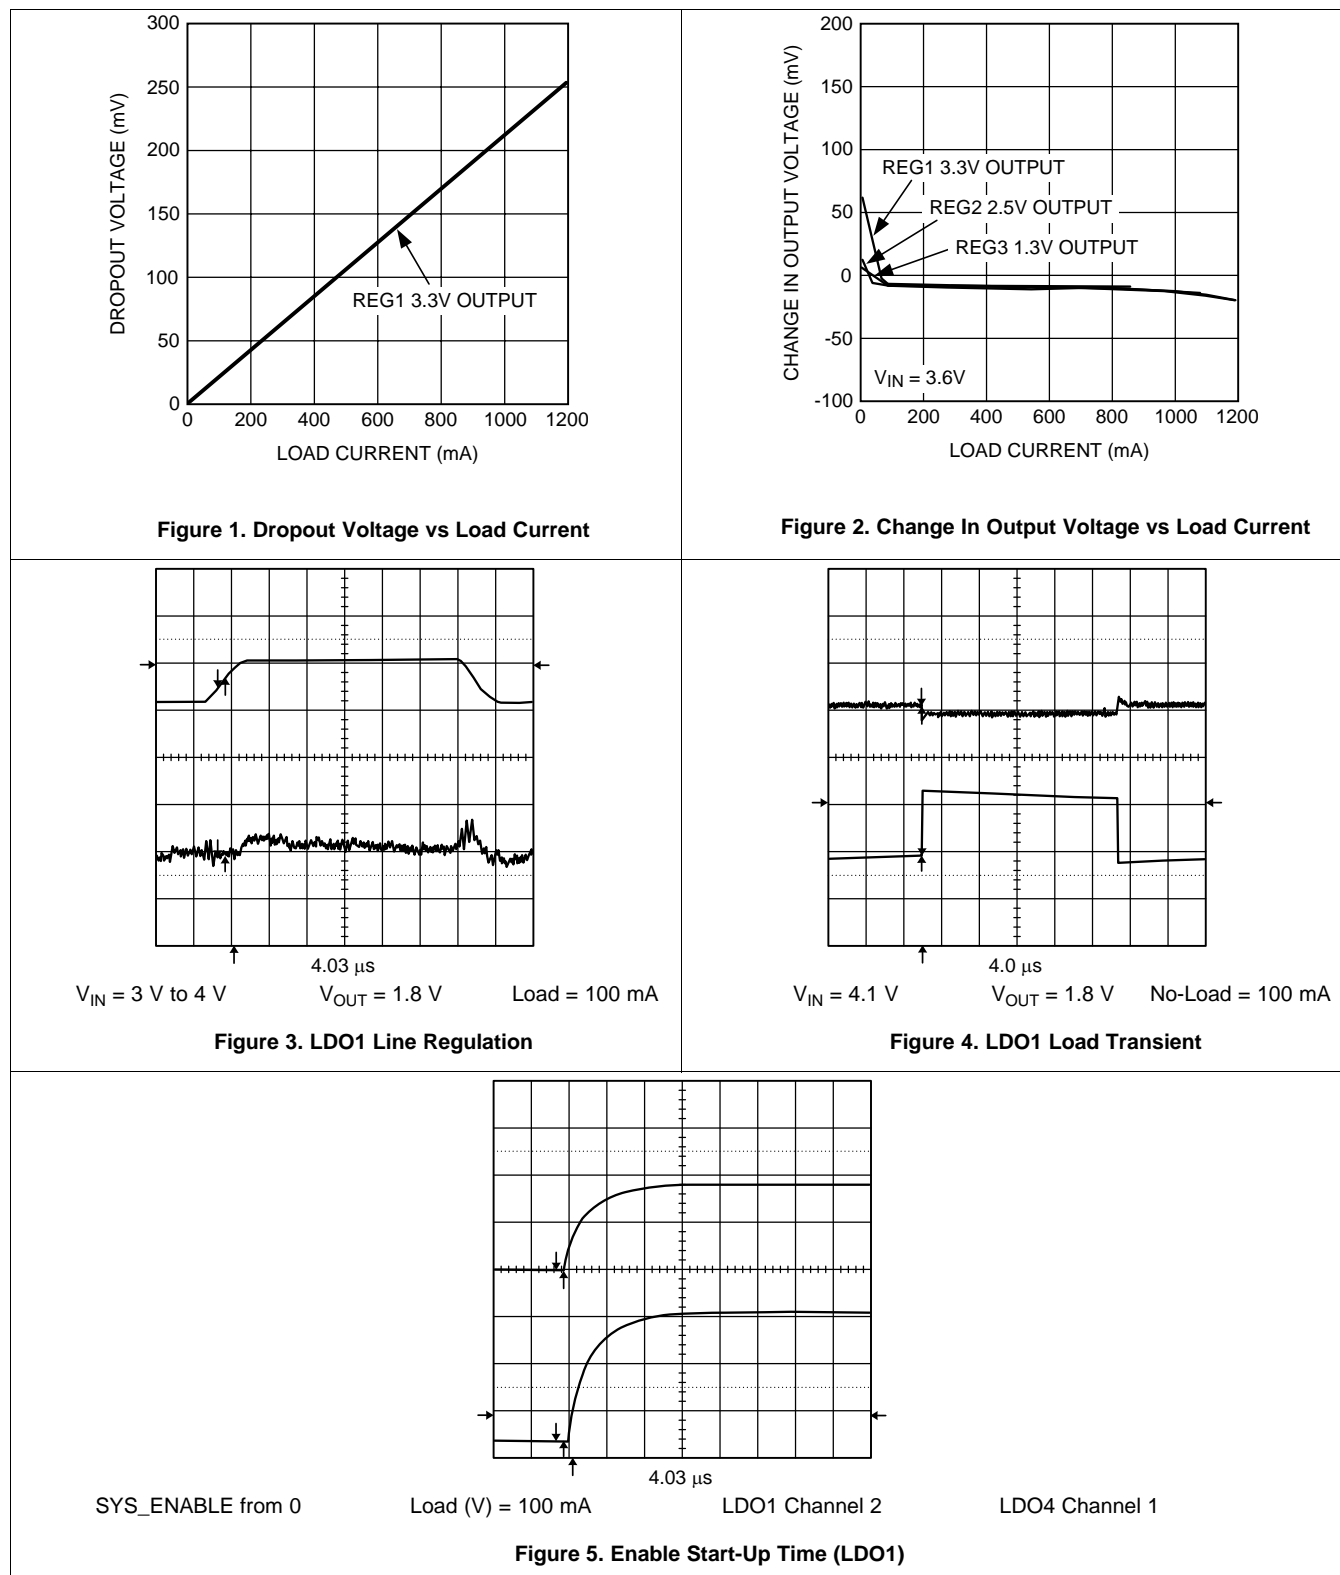 300
250
200
150
100
50
0
0 200 400 600 800 1000 1200
DROPOUT VOLTAGE (mV)
REG1 3.3V OUTPUT
LOAD CURRENT (mA)
Figure 1. Dropout Voltage vs Load Current
200
150
100
50
0
-50
-100
0 200 400 600 800 1000 1200
CHANGE IN OUTPUT VOLTAGE (mV)
REG1 3.3V OUTPUT
REG2 2.5V OUTPUT
REG3 1.3V OUTPUT
VIN = 3.6V
LOAD CURRENT (mA)
Figure 2. Change In Output Voltage vs Load Current
4.03 μs
VIN = 3 V to 4 V VOUT = 1.8 V Load = 100 mA
Figure 3. LDO1 Line Regulation
4.0 μs
VIN = 4.1 V VOUT = 1.8 V No-Load = 100 mA
Figure 4. LDO1 Load Transient
4.03 μs
SYS_ENABLE from 0 Load (V) = 100 mA LDO1 Channel 2 LDO4 Channel 1
Figure 5. Enable Start-Up Time (LDO1)